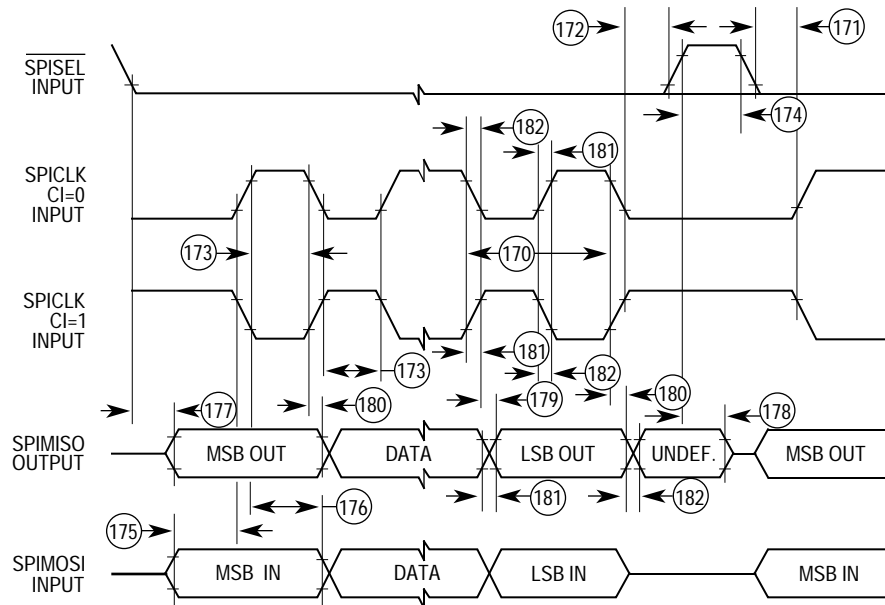 172
171
SPISEL
INPUT
174
182
181
SPICLK
CI=0
INPUT
173
170
SPICLK
CI=1
INPUT
181
173
182
179
180
180
177
178
SPIMISO
OUTPUT
MSB OUT
DATA
LSB OUT
UNDEF.
MSB OUT
181
182
176
175
SPIMOSI
INPUT
MSB IN
DATA
LSB IN
MSB IN